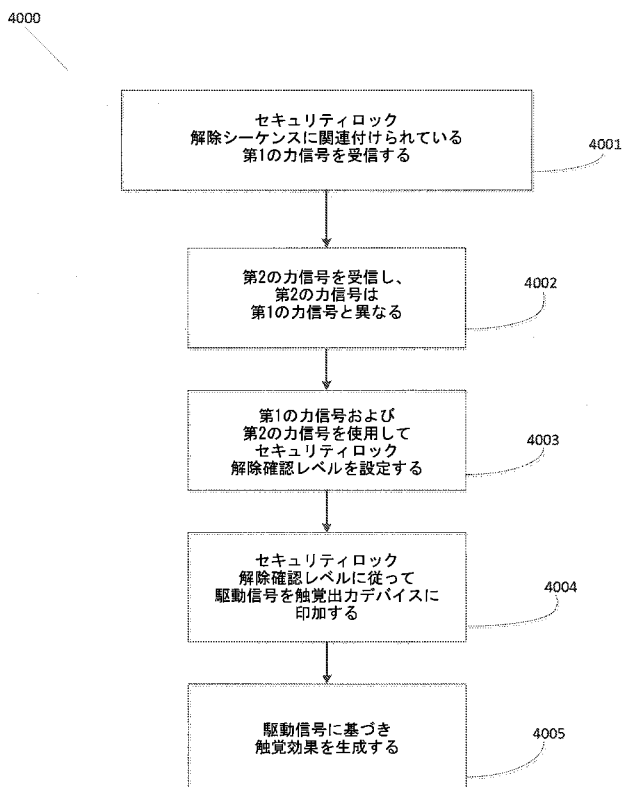 4000
セキュリティロック
解除シーケンスに関連付けられている
第1の力信号を受信する
4001
第2の力信号を受信し、
第2の力信号は
第1の力信号と異なる
4002
第1の力信号および
第2の力信号を使用して
セキュリティロック
解除確認レベルを設定する
4003
セキュリティロック
解除確認レベルに従って
駆動信号を触覚出力デバイスに
印加する
4004
駆動信号に基づき
触覚効果を生成する
4005